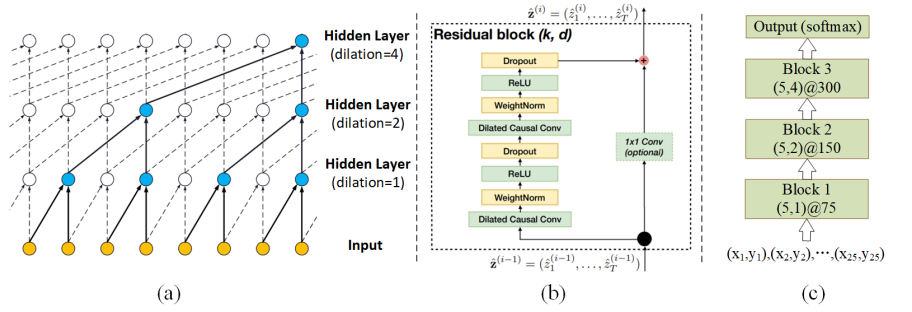 Hidden Layer
(dilation=4)
Hidden Layer
(dilation=2)
Hidden Layer
(dilation=1)
Input
(a)
ẑ^(i) = (ẑ_1^(i), . . . , ẑ_T^(i))
Residual block (k, d)
Dropout
+
ReLU
WeightNorm
Dilated Causal Conv
Dropout
ReLU
WeightNorm
Dilated Causal Conv
1x1 Conv
(optional)
ẑ^(i−1) = (ẑ_1^(i−1), . . . , ẑ_T^(i−1))
(b)
Output (softmax)
Block 3
(5,4)@300
Block 2
(5,2)@150
Block 1
(5,1)@75
(x₁,y₁),(x₂,y₂),⋯,(x₂₅,y₂₅)
(c)